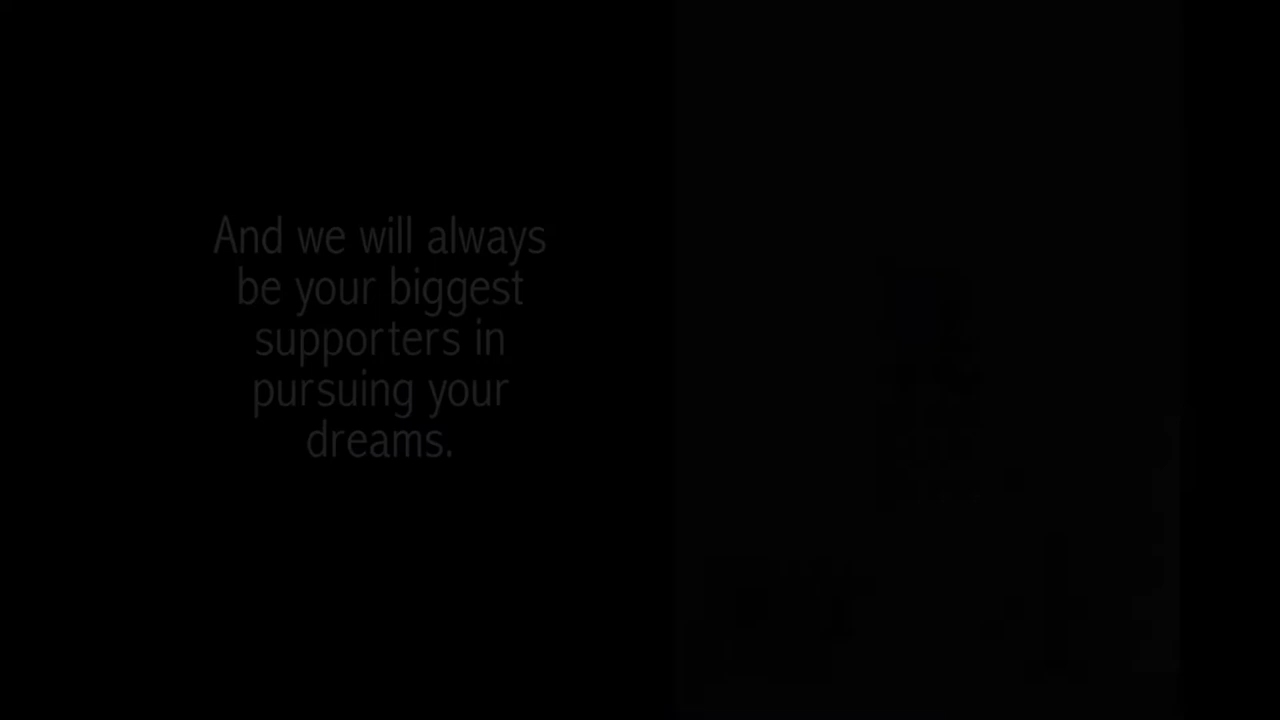 And we will always
be your biggest
supporters in
pursuing your
dreams.